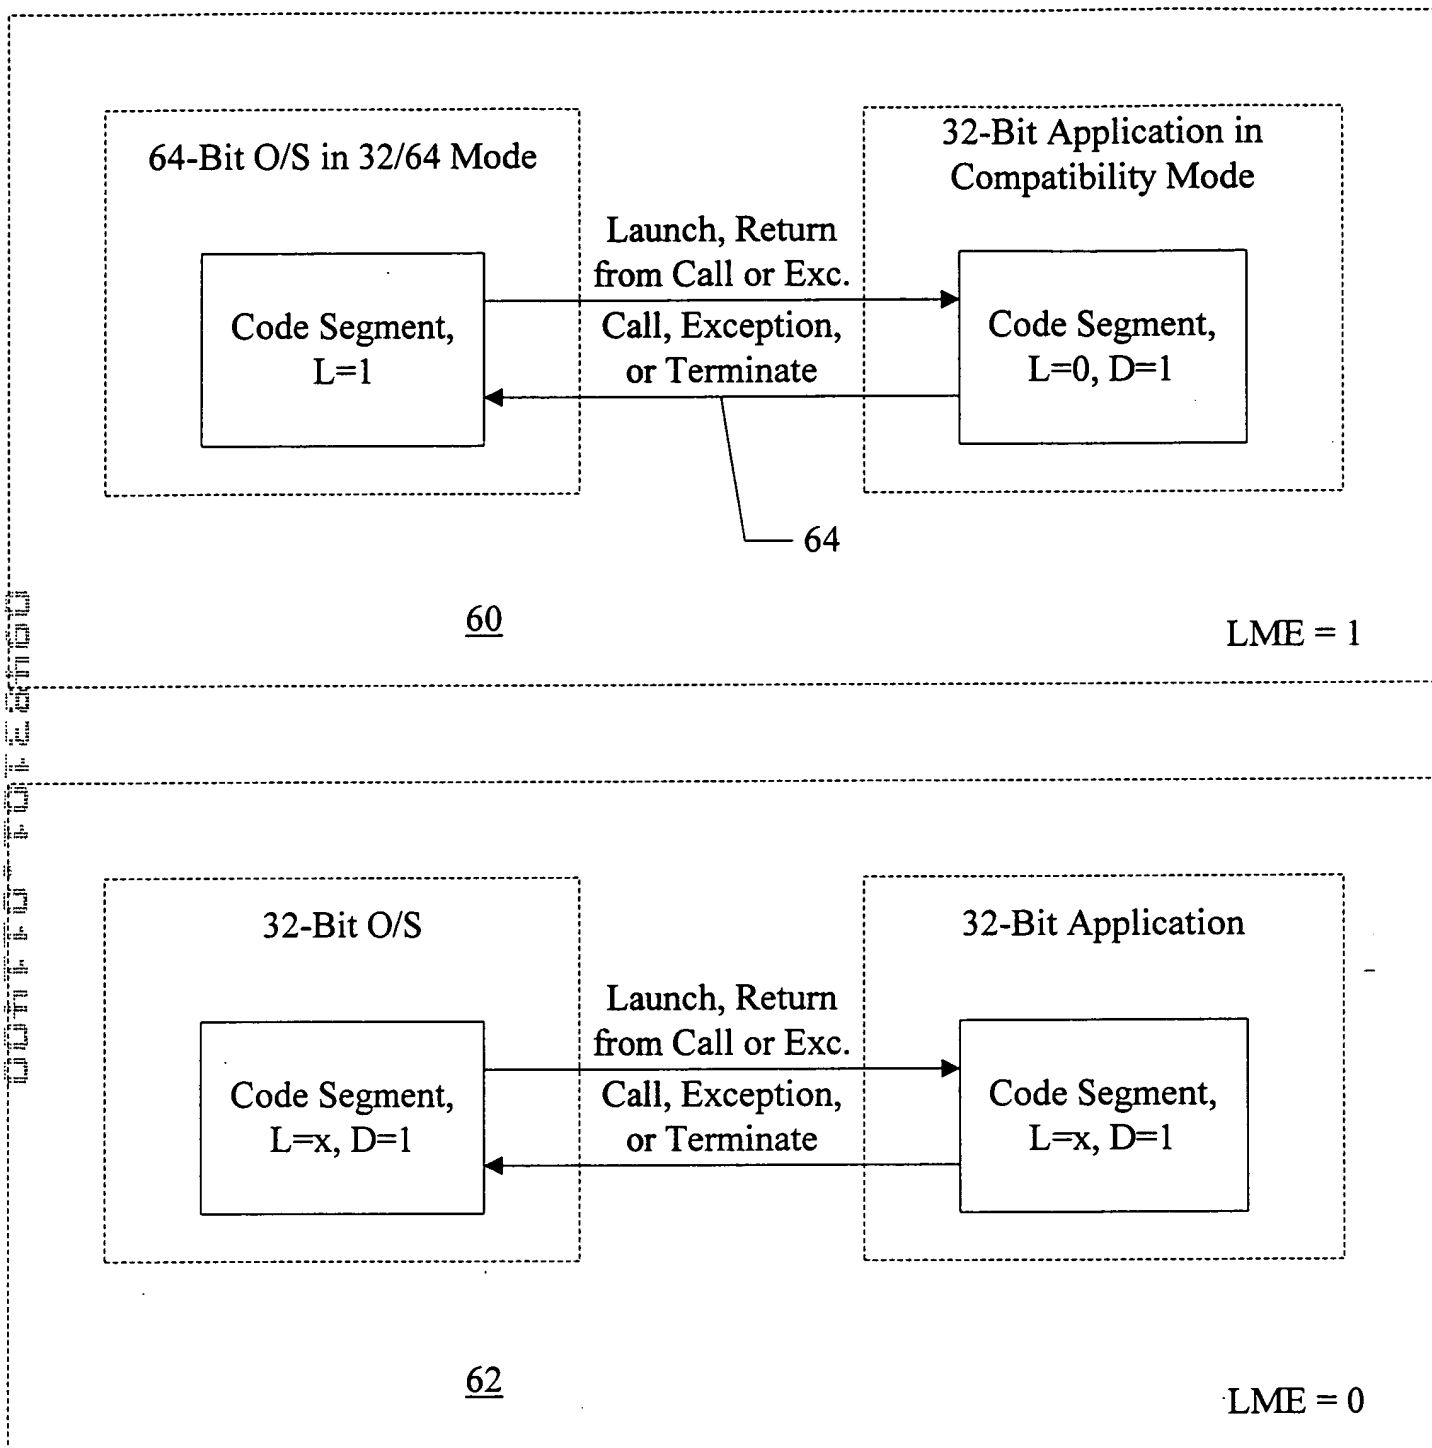 64-Bit O/S in 32/64 Mode
32-Bit Application in
Compatibility Mode
Launch, Return
from Call or Exc.
Code Segment,
L=1
Call, Exception,
or Terminate
Code Segment,
L=0, D=1
64
60
LME = 1
32-Bit O/S
32-Bit Application
Launch, Return
from Call or Exc.
Code Segment,
L=x, D=1
Call, Exception,
or Terminate
Code Segment,
L=x, D=1
62
LME = 0